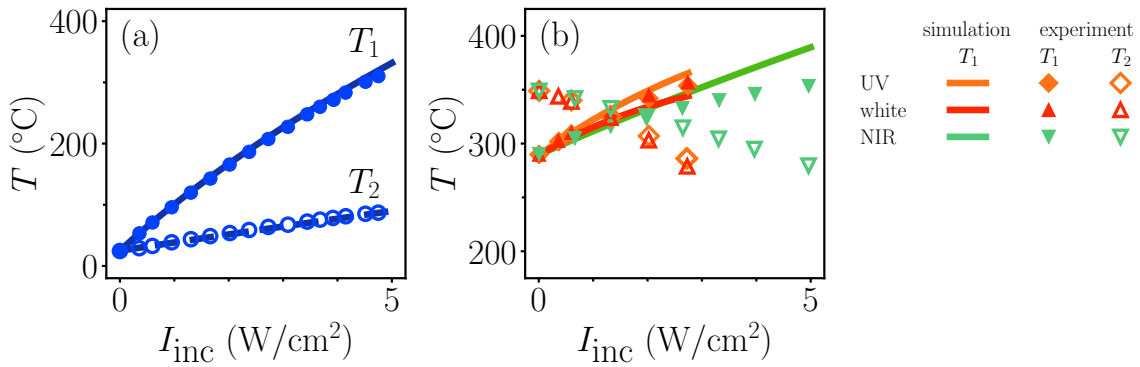 (a)
T1
T2
400
200
0
T (°C)
0
5
Iinc (W/cm²)
(b)
400
300
200
T (°C)
0
5
Iinc (W/cm²)
simulation experiment
T1 T1 T2
UV
white
NIR